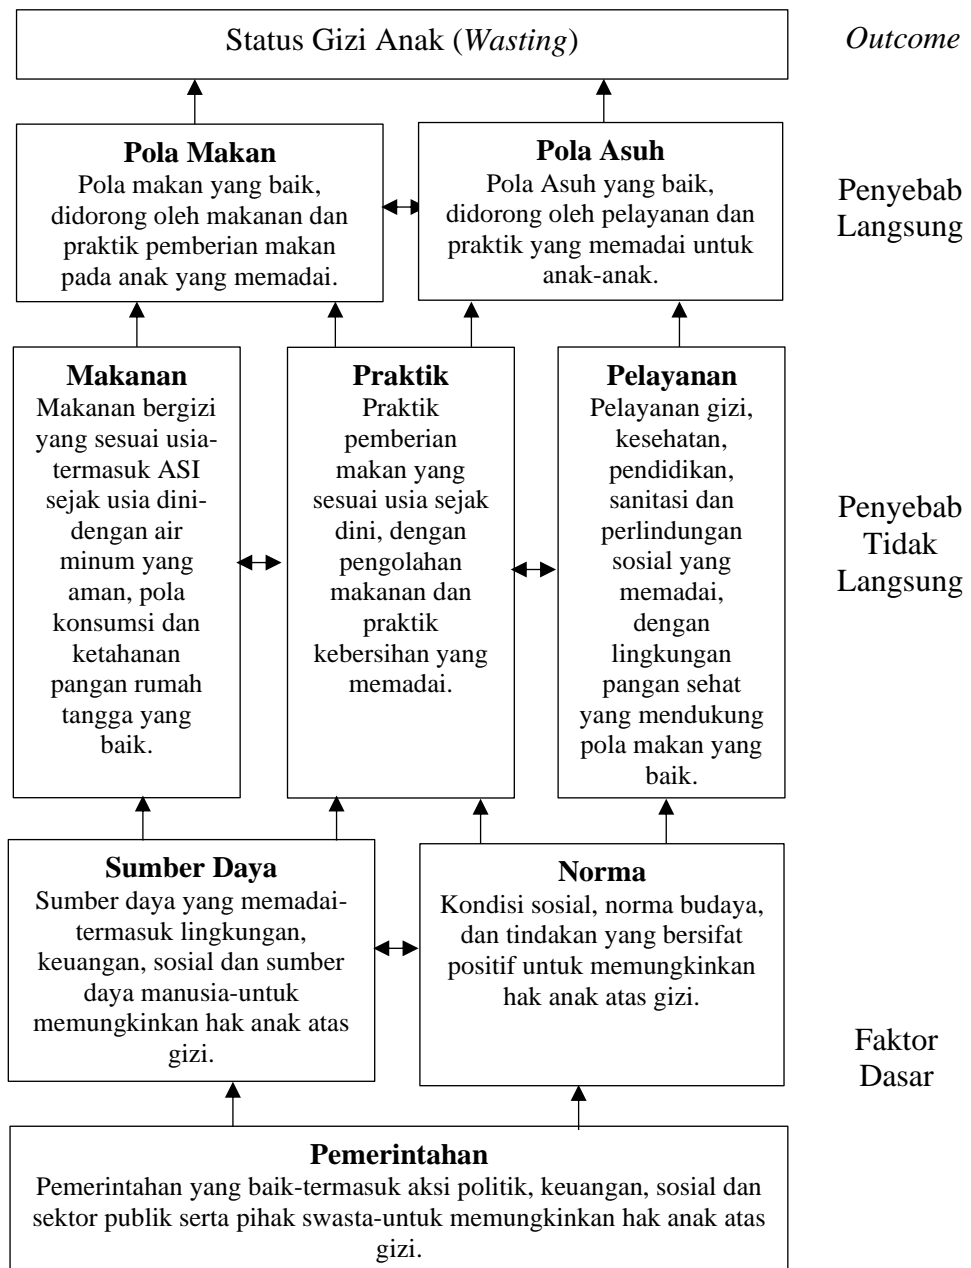 Status Gizi Anak (Wasting)
Outcome
Pola Makan
Pola makan yang baik,
didorong oleh makanan dan
praktik pemberian makan
pada anak yang memadai.
Pola Asuh
Pola Asuh yang baik,
didorong oleh pelayanan dan
praktik yang memadai untuk
anak-anak.
Penyebab
Langsung
Makanan
Makanan bergizi
yang sesuai usia-
termasuk ASI
sejak usia dini-
dengan air
minum yang
aman, pola
konsumsi dan
ketahanan
pangan rumah
tangga yang
baik.
Praktik
Praktik
pemberian
makan yang
sesuai usia sejak
dini, dengan
pengolahan
makanan dan
praktik
kebersihan yang
memadai.
Pelayanan
Pelayanan gizi,
kesehatan,
pendidikan,
sanitasi dan
perlindungan
sosial yang
memadai,
dengan
lingkungan
pangan sehat
yang mendukung
pola makan yang
baik.
Penyebab
Tidak
Langsung
Sumber Daya
Sumber daya yang memadai-
termasuk lingkungan,
keuangan, sosial dan sumber
daya manusia-untuk
memungkinkan hak anak atas
gizi.
Norma
Kondisi sosial, norma budaya,
dan tindakan yang bersifat
positif untuk memungkinkan
hak anak atas gizi.
Faktor
Dasar
Pemerintahan
Pemerintahan yang baik-termasuk aksi politik, keuangan, sosial dan
sektor publik serta pihak swasta-untuk memungkinkan hak anak atas
gizi.